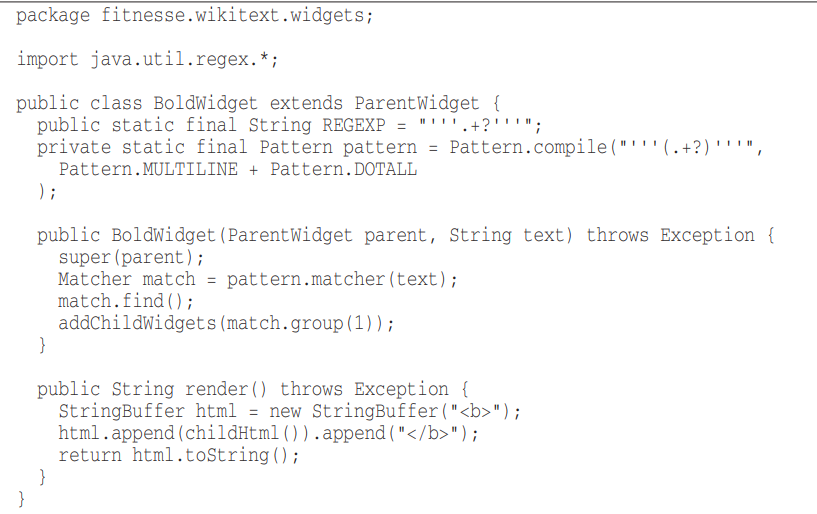 package fitnesse.wikitext.widgets;
import java.util.regex.*;
public class BoldWidget extends ParentWidget {
public static final String REGEXP = "'''.+?'''";
private static final Pattern pattern = Pattern.compile("'''(.+?)'''",
Pattern.MULTILINE + Pattern.DOTALL
);
public BoldWidget(ParentWidget parent, String text) throws Exception {
super(parent);
Matcher match = pattern.matcher(text);
match.find();
addChildWidgets(match.group(1));
}
public String render() throws Exception {
StringBuffer html = new StringBuffer("<b>");
html.append(childHtml()).append("</b>");
return html.toString();
}
}